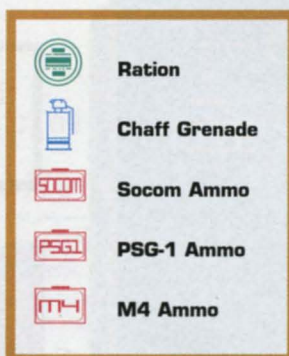 Ration
Chaff Grenade
SOCOM Socom Ammo
PSG1 PSG-1 Ammo
M4 M4 Ammo